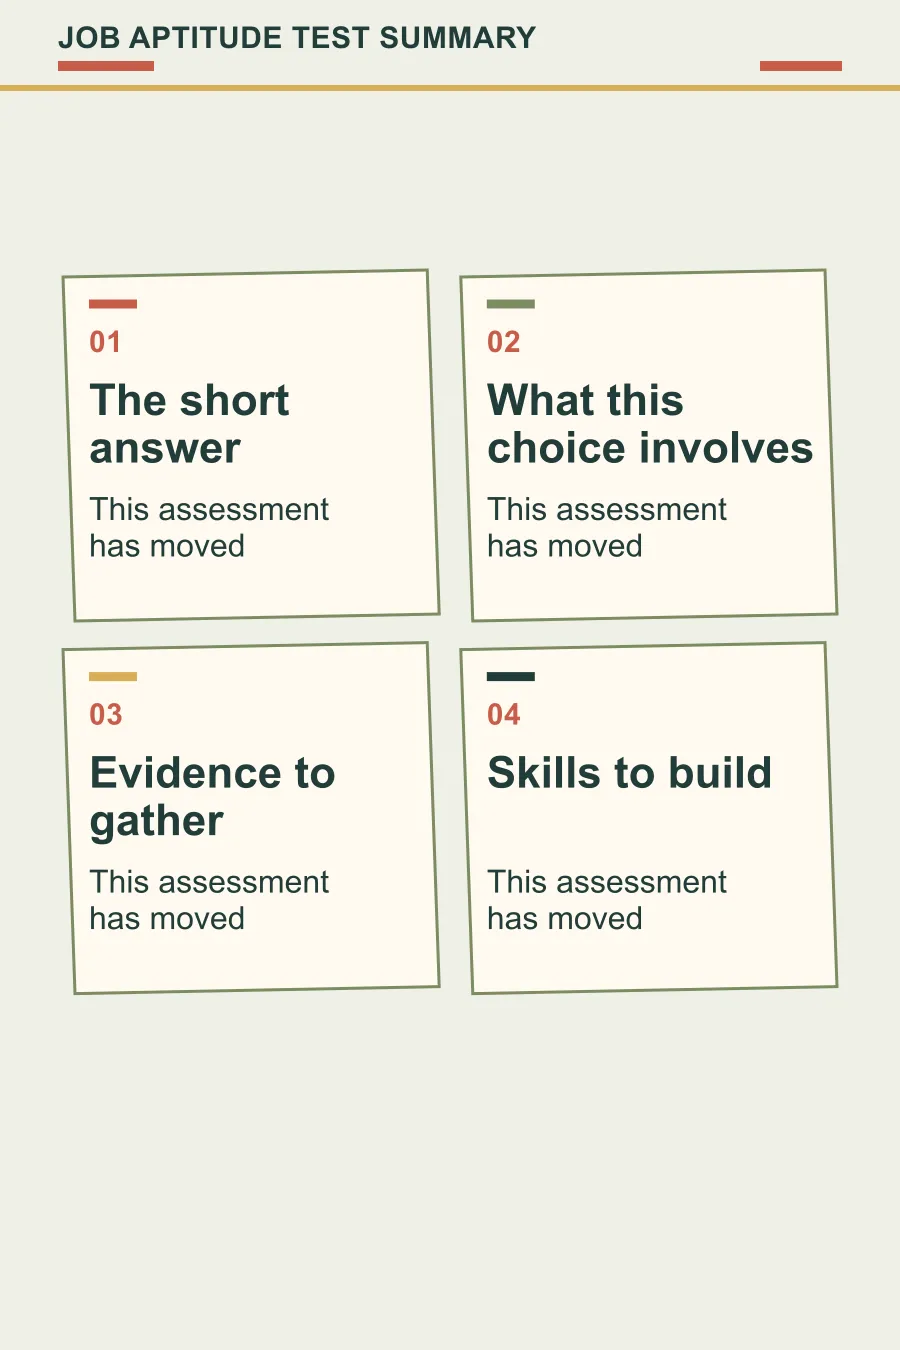 JOB APTITUDE TEST SUMMARY
01
The short
answer
This assessment
has moved
02
What this
choice involves
This assessment
has moved
03
Evidence to
gather
This assessment
has moved
04
Skills to build
This assessment
has moved